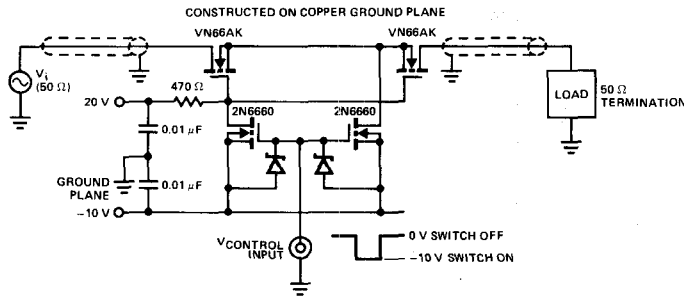 CONSTRUCTED ON COPPER GROUND PLANE
VN66AK
VN66AK
Vi
(50 Ω)
470 Ω
20 V
2N6660
2N6660
LOAD
50 Ω
TERMINATION
0.01 μF
GROUND
PLANE
0.01 μF
−10 V
VCONTROL
INPUT
0 V SWITCH OFF
−10 V SWITCH ON